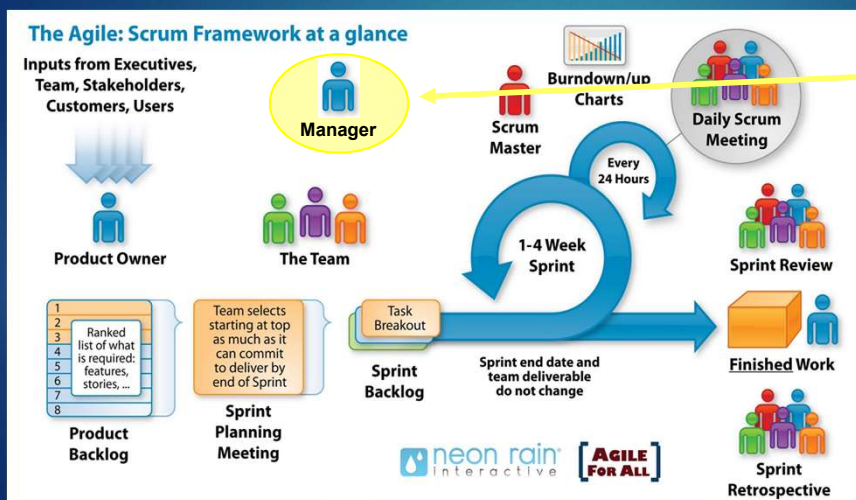 The Agile: Scrum Framework at a glance
Inputs from Executives,
Team, Stakeholders,
Customers, Users
Manager
Scrum
Master
Burndown/up
Charts
Daily Scrum
Meeting
Every
24 Hours
Product Owner
The Team
1-4 Week
Sprint
Sprint Review
1
2
3
4
5
6
7
8
Ranked
list of what
is required:
features,
stories, ...
Product
Backlog
Team selects
starting at top
as much as it
can commit
to deliver by
end of Sprint
Sprint
Planning
Meeting
Task
Breakout
Sprint
Backlog
Sprint end date and
team deliverable
do not change
Finished Work
Sprint
Retrospective
neon rain
interactive
AGILE
FOR ALL